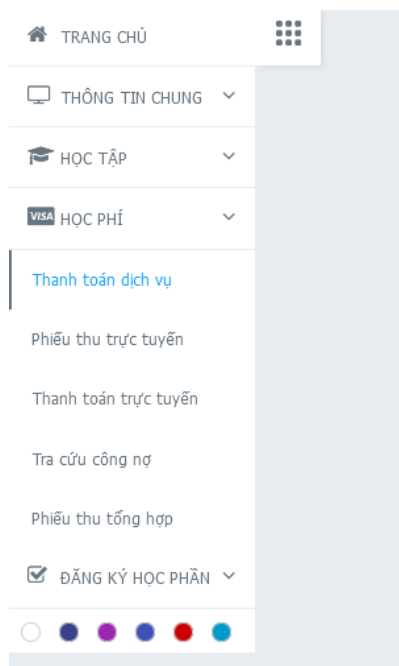 TRANG CHỦ
THÔNG TIN CHUNG
HỌC TẬP
VISA HỌC PHÍ
Thanh toán dịch vụ
Phiếu thu trực tuyến
Thanh toán trực tuyến
Tra cứu công nợ
Phiếu thu tổng hợp
ĐĂNG KÝ HỌC PHẦN